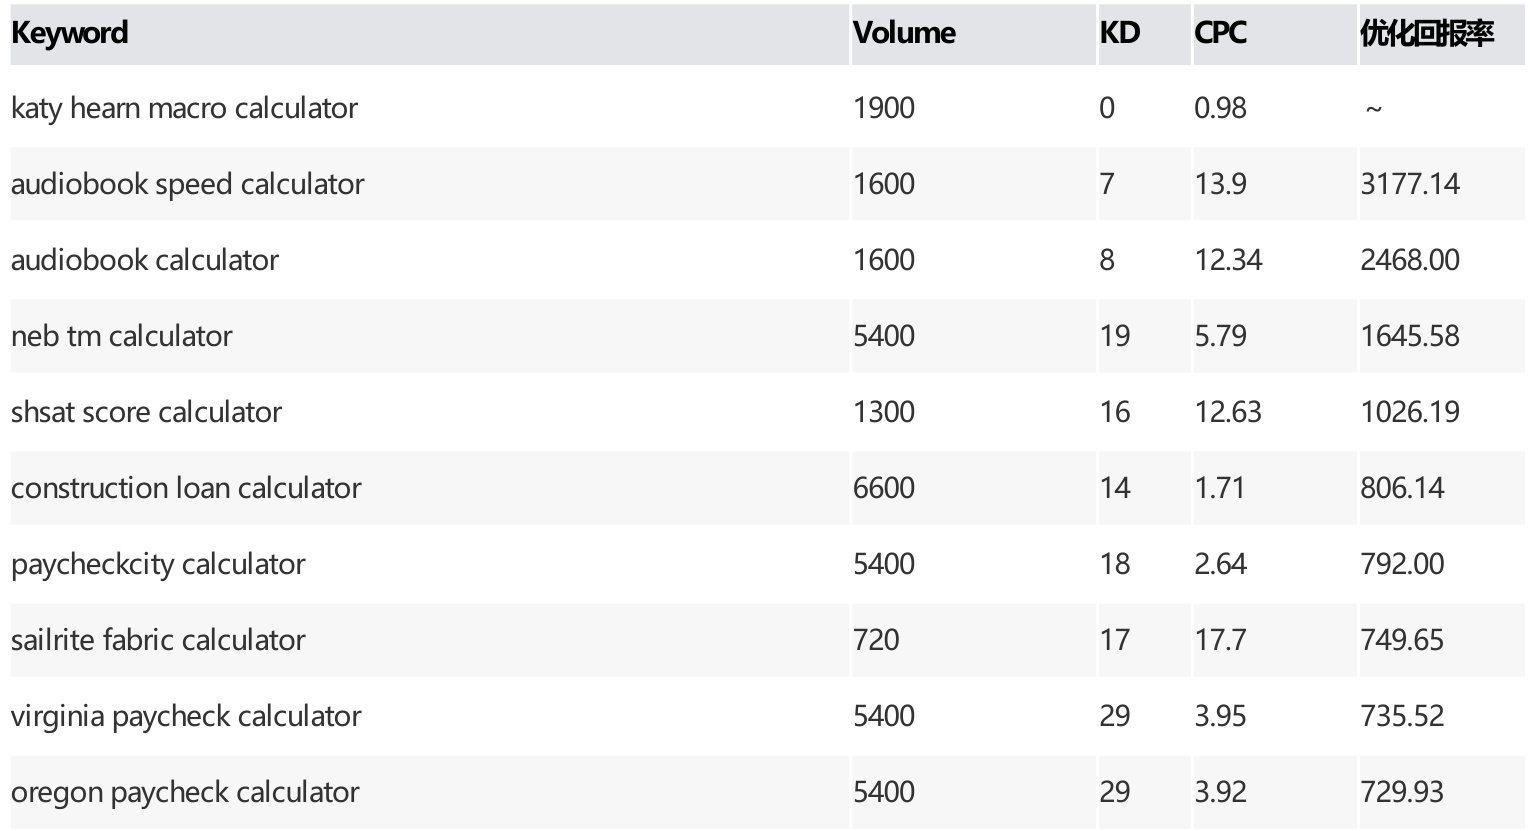 Keyword Volume KD CPC 优化回报率
katy hearn macro calculator 1900 0 0.98 ~
audiobook speed calculator 1600 7 13.9 3177.14
audiobook calculator 1600 8 12.34 2468.00
neb tm calculator 5400 19 5.79 1645.58
shsat score calculator 1300 16 12.63 1026.19
construction loan calculator 6600 14 1.71 806.14
paycheckcity calculator 5400 18 2.64 792.00
sailrite fabric calculator 720 17 17.7 749.65
virginia paycheck calculator 5400 29 3.95 735.52
oregon paycheck calculator 5400 29 3.92 729.93